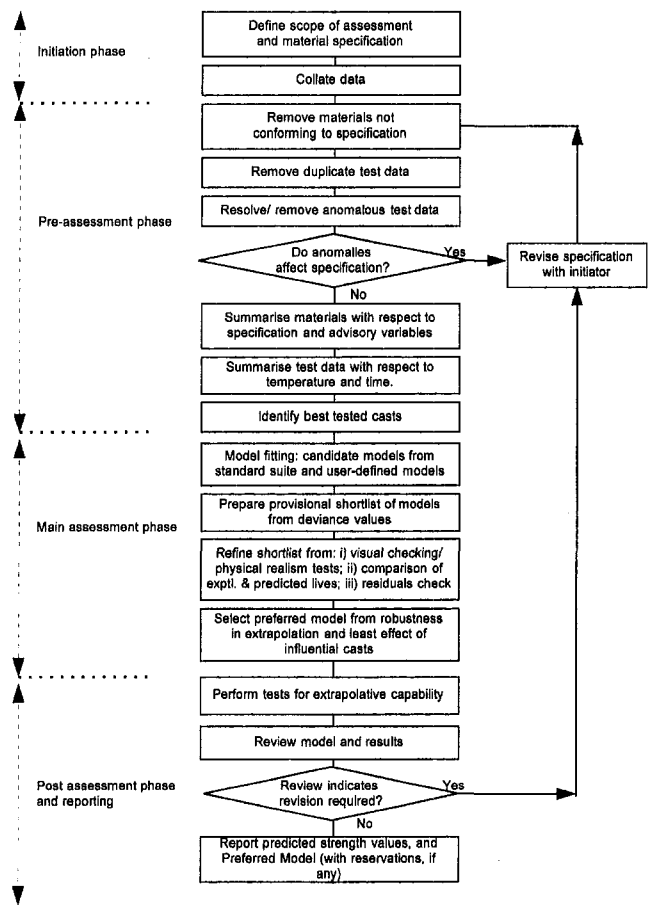 Define scope of assessment
and material specification
Initiation phase
Collate data
Remove materials not
conforming to specification
Remove duplicate test data
Resolve/ remove anomalous test data
Pre-assessment phase
Do anomalies
affect specification?
Yes
Revise specification
with initiator
No
Summarise materials with respect to
specification and advisory variables
Summarise test data with respect to
temperature and time.
Identify best tested casts
Model fitting: candidate models from
standard suite and user-defined models
Prepare provisional shortlist of models
from deviance values
Main assessment phase
Refine shortlist from: i) visual checking/
physical realism tests; ii) comparison of
exptl. & predicted lives; iii) residuals check
Select preferred model from robustness
in extrapolation and least effect of
influential casts
Perform tests for extrapolative capability
Review model and results
Post assessment phase
and reporting
Review indicates
revision required?
Yes
No
Report predicted strength values, and
Preferred Model (with reservations, if
any)